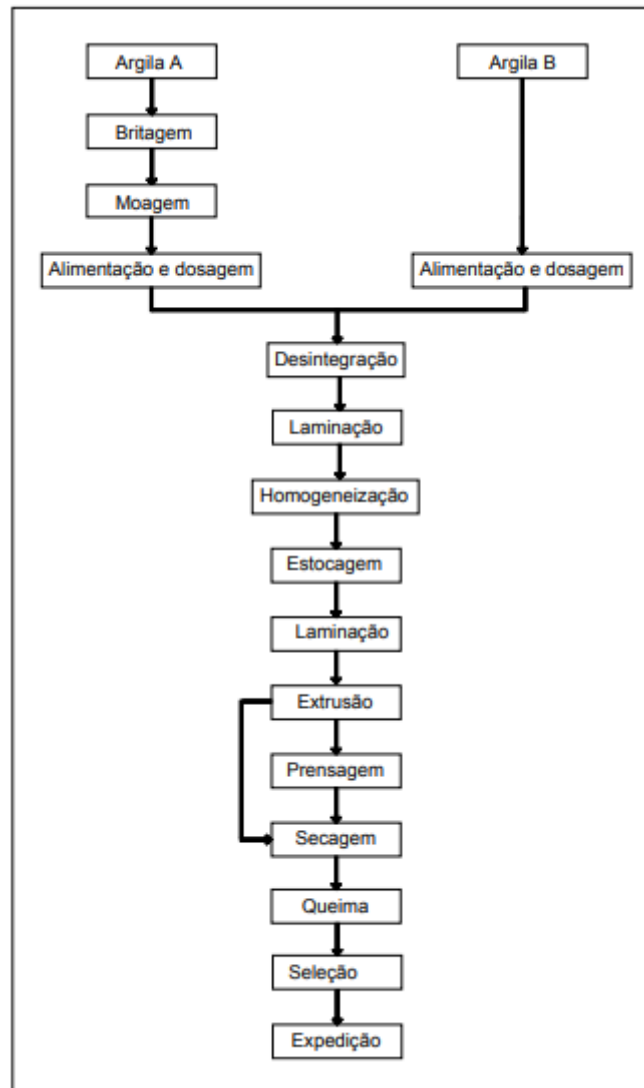 Argila A
Argila B
Britagem
Moagem
Alimentação e dosagem
Alimentação e dosagem
Desintegração
Laminação
Homogeneização
Estocagem
Laminação
Extrusão
Prensagem
Secagem
Queima
Seleção
Expedição